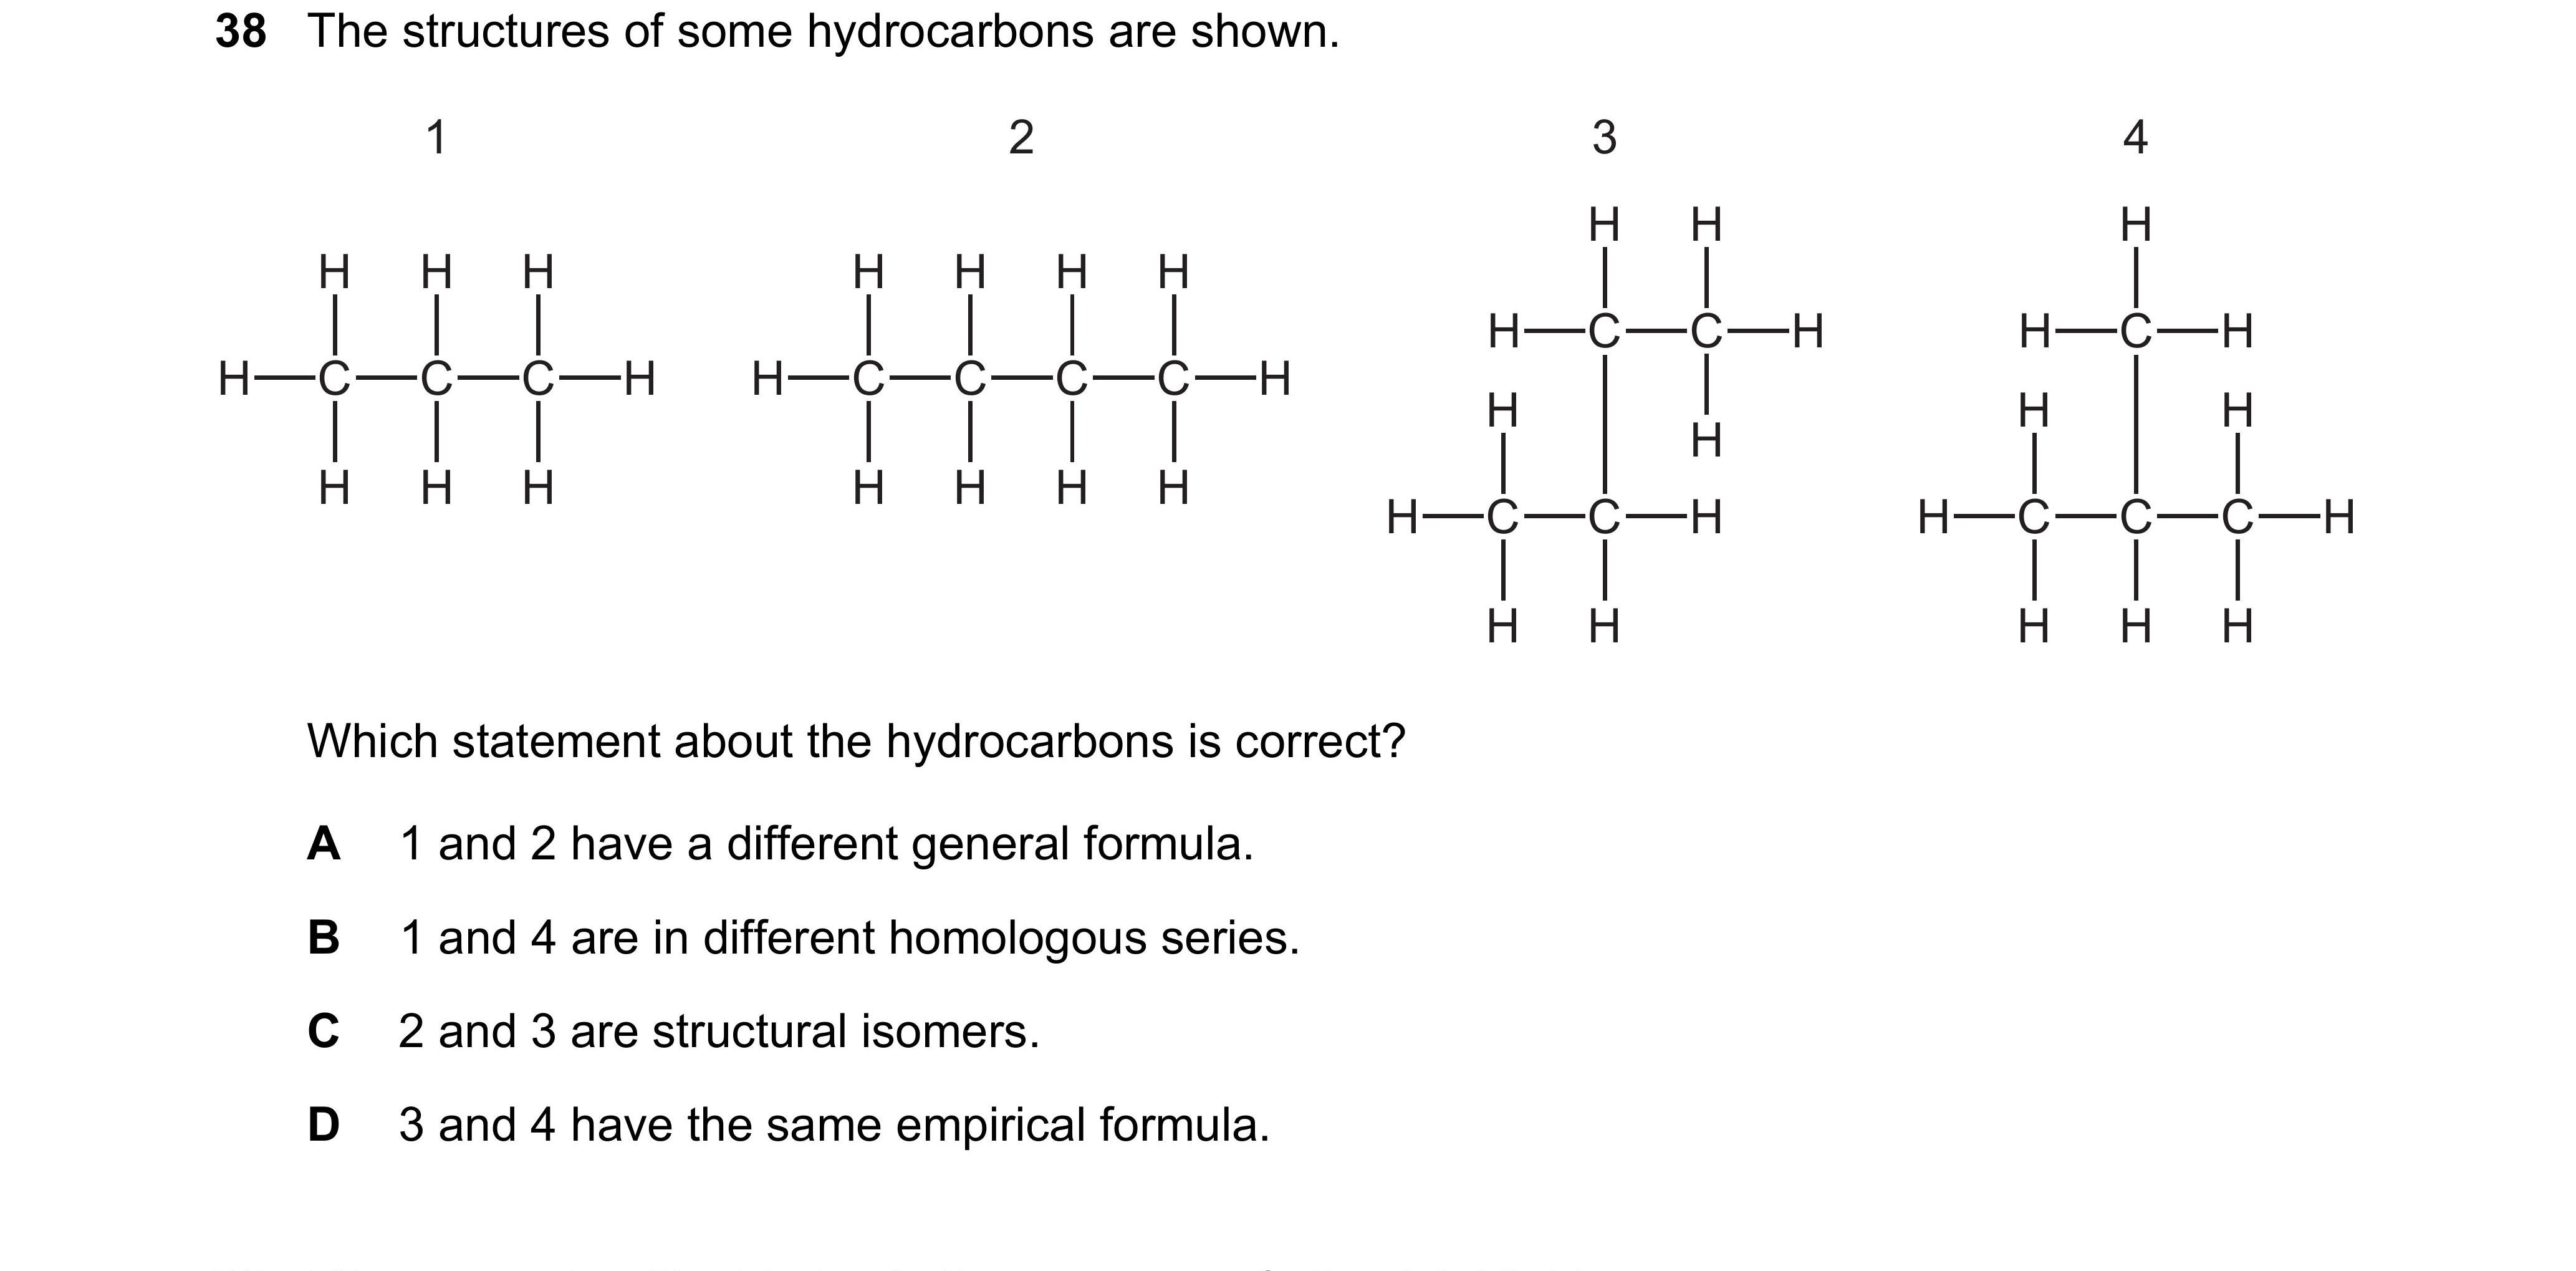 38 The structures of some hydrocarbons are shown.
1 2 3 4
H H
H
H H H H H H H
H C C H H C H
H C C C H H C C C C H
H H H
H
H H H H H H H
H C C H H C C C H
H H H H H
Which statement about the hydrocarbons is correct?
A 1 and 2 have a different general formula.
B 1 and 4 are in different homologous series.
C 2 and 3 are structural isomers.
D 3 and 4 have the same empirical formula.